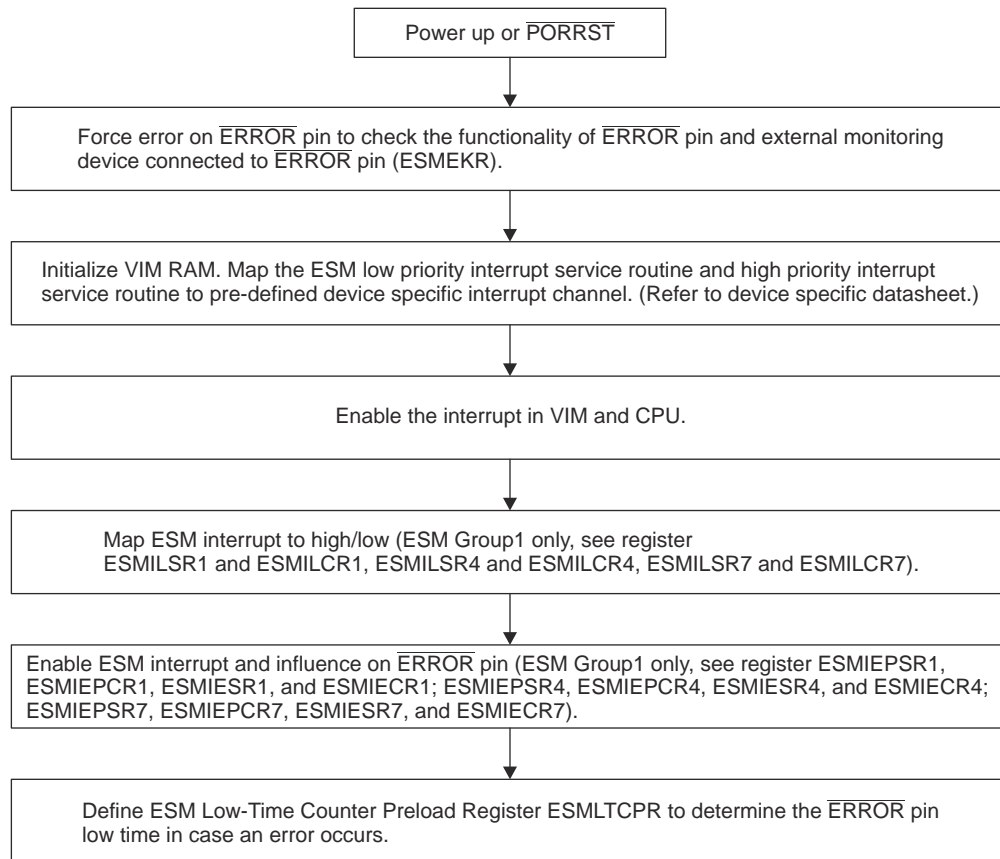 Power up or PORRST
Force error on ERROR pin to check the functionality of ERROR pin and external monitoring
device connected to ERROR pin (ESMEKR).
Initialize VIM RAM. Map the ESM low priority interrupt service routine and high priority interrupt
service routine to pre-defined device specific interrupt channel. (Refer to device specific datasheet.)
Enable the interrupt in VIM and CPU.
Map ESM interrupt to high/low (ESM Group1 only, see register
ESMILSR1 and ESMILCR1, ESMILSR4 and ESMILCR4, ESMILSR7 and ESMILCR7).
Enable ESM interrupt and influence on ERROR pin (ESM Group1 only, see register ESMIEPSR1,
ESMIEPCR1, ESMIESR1, and ESMIECR1; ESMIEPSR4, ESMIEPCR4, ESMIESR4, and ESMIECR4;
ESMIEPSR7, ESMIEPCR7, ESMIESR7, and ESMIECR7).
Define ESM Low-Time Counter Preload Register ESMLTCPR to determine the ERROR pin
low time in case an error occurs.